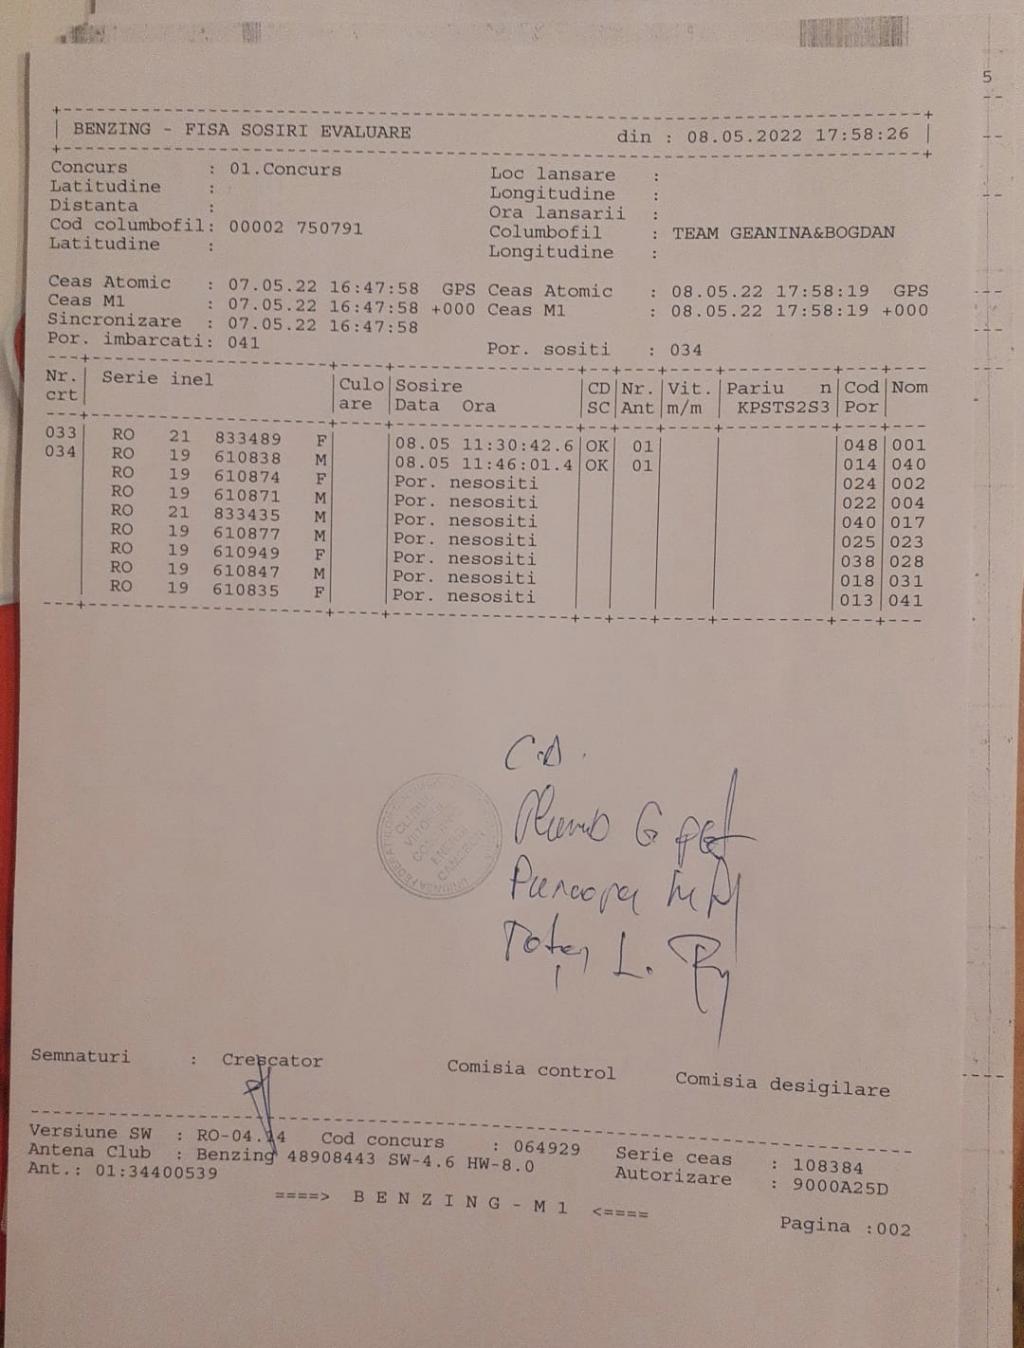 5
BENZING - FISA SOSIRI EVALUARE din : 08.05.2022 17:58:26
Concurs : 01.Concurs Loc lansare :
Latitudine : Longitudine :
Distanta : Ora lansarii :
Cod columbofil: 00002 750791 Columbofil : TEAM GEANINA&BOGDAN
Latitudine : Longitudine :
Ceas Atomic : 07.05.22 16:47:58 GPS Ceas Atomic : 08.05.22 17:58:19 GPS
Ceas M1 : 07.05.22 16:47:58 +000 Ceas M1 : 08.05.22 17:58:19 +000
Sincronizare : 07.05.22 16:47:58
Por. imbarcati: 041 Por. sositi : 034
Nr. Serie inel Culo Sosire CD Nr. Vit. Pariu n Cod Nom
crt are Data Ora SC Ant m/m KPSTS2S3 Por
033 RO 21 833489 F 08.05 11:30:42.6 OK 01 048 001
034 RO 19 610838 M 08.05 11:46:01.4 OK 01 014 040
RO 19 610874 F Por. nesositi 024 002
RO 19 610871 M Por. nesositi 022 004
RO 21 833435 M Por. nesositi 040 017
RO 19 610877 M Por. nesositi 025 023
RO 19 610949 F Por. nesositi 038 028
RO 19 610847 M Por. nesositi 018 031
RO 19 610835 F Por. nesositi 013 041
Semnaturi : Crescator Comisia control Comisia desigilare
Versiune SW : RO-04.14 Cod concurs : 064929 Serie ceas : 108384
Antena Club : Benzing 48908443 SW-4.6 HW-8.0 Autorizare : 9000A25D
Ant.: 01:34400539
====> B E N Z I N G - M 1 <====
Pagina :002